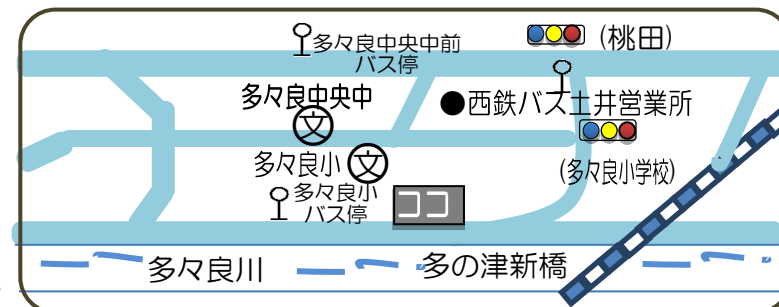 (桃田)
多々良中央中前
バス停
多々良中央中
●西鉄バス土井営業所
文
多々良小
文
(多々良小学校)
多々良小
バス停
ココ
多々良川
多の津新橋